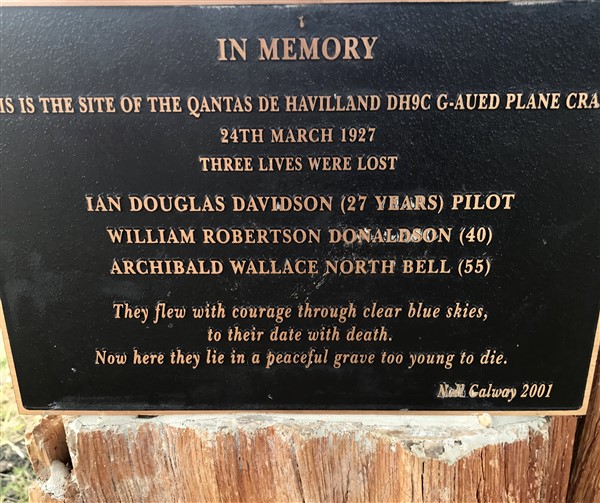 IN MEMORY
IS IS THE SITE OF THE QANTAS DE HAVILLAND DH9C G-AUED PLANE CRA
24TH MARCH 1927
THREE LIVES WERE LOST
IAN DOUGLAS DAVIDSON (27 YEARS) PILOT
WILLIAM ROBERTSON DONALDSON (40)
ARCHIBALD WALLACE NORTH BELL (55)
They flew with courage through clear blue skies,
to their date with death.
Now here they lie in a peaceful grave too young to die.
Galway 2001